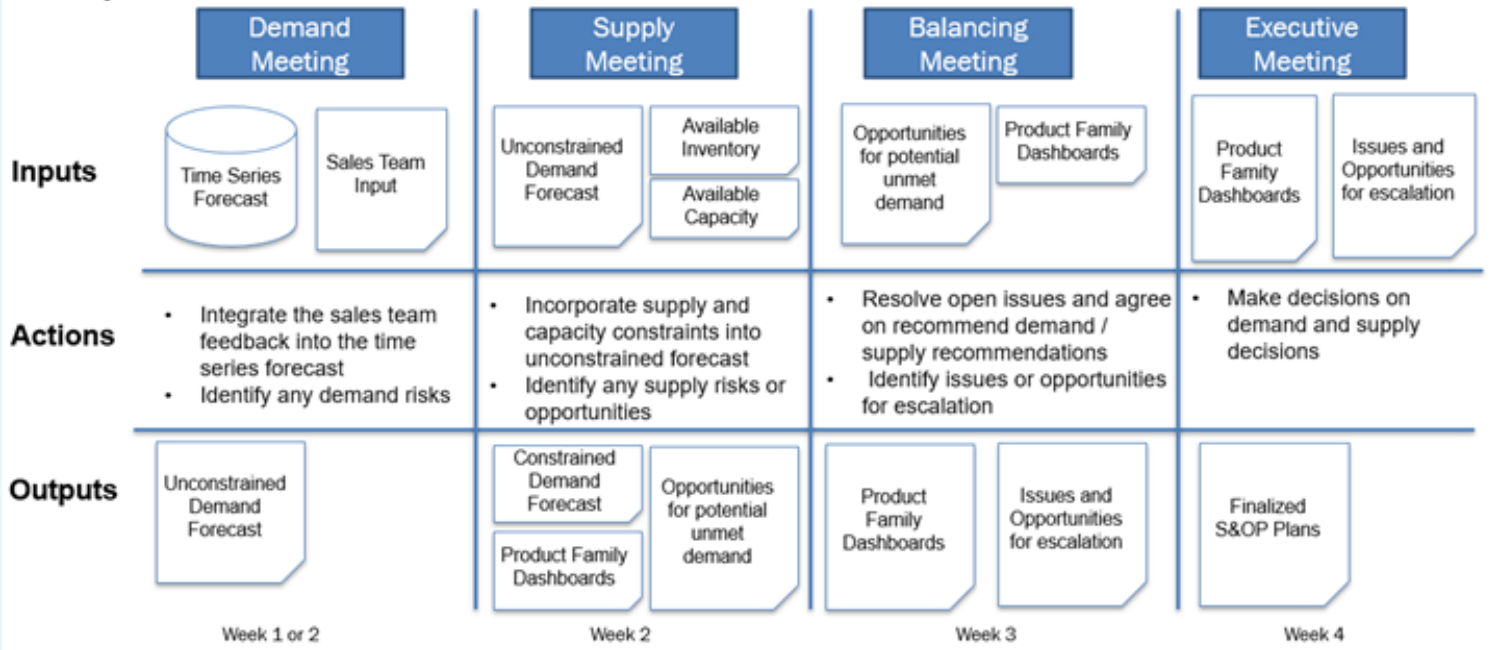 Demand
Meeting
Supply
Meeting
Balancing
Meeting
Executive
Meeting
Inputs
Time Series
Forecast
Sales Team
Input
Unconstrained
Demand
Forecast
Available
Inventory
Available
Capacity
Opportunities
for potential
unmet
demand
Product Family
Dashboards
Product
Family
Dashboards
Issues and
Opportunities
for escalation
Actions
• Integrate the sales team
feedback into the time
series forecast
• Identify any demand risks
• Incorporate supply and
capacity constraints into
unconstrained forecast
• Identify any supply risks or
opportunities
• Resolve open issues and agree
on recommend demand /
supply recommendations
• Identify issues or opportunities
for escalation
• Make decisions on
demand and supply
decisions
Outputs
Unconstrained
Demand
Forecast
Constrained
Demand
Forecast
Product Family
Dashboards
Opportunities
for potential
unmet
demand
Product
Family
Dashboards
Issues and
Opportunities
for escalation
Finalized
S&OP Plans
Week 1 or 2
Week 2
Week 3
Week 4